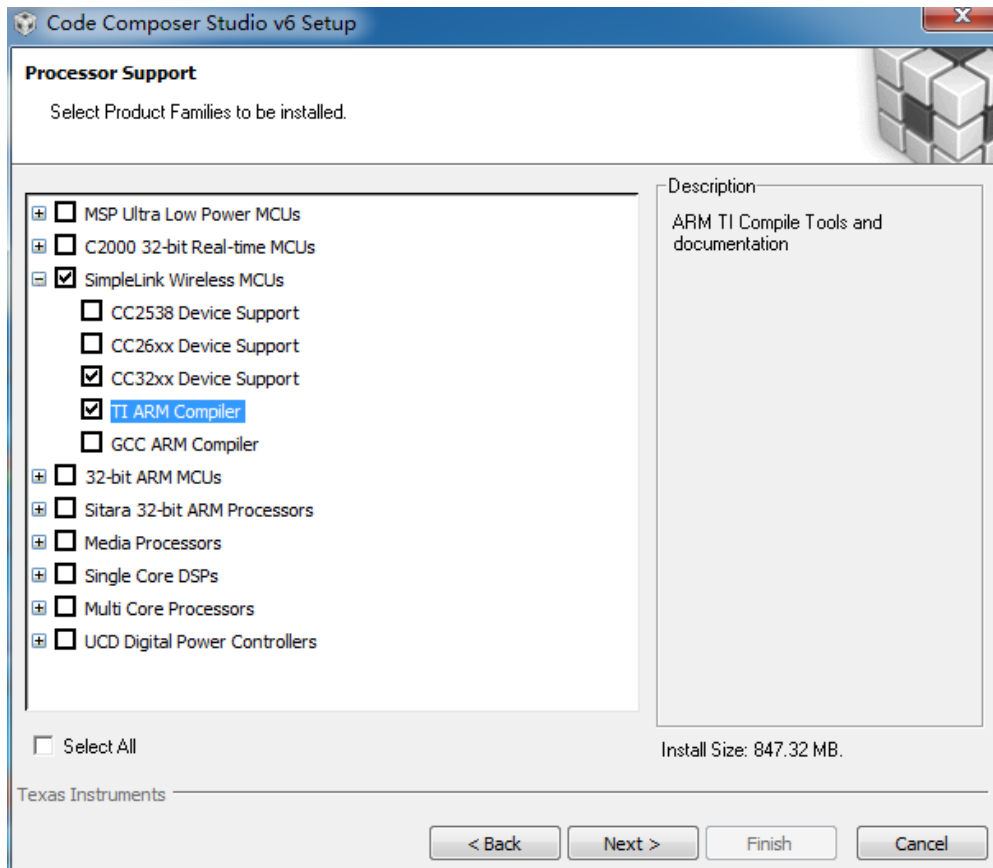 Code Composer Studio v6 Setup
Processor Support
Select Product Families to be installed.
MSP Ultra Low Power MCUs
C2000 32-bit Real-time MCUs
SimpleLink Wireless MCUs
CC2538 Device Support
CC26xx Device Support
CC32xx Device Support
TI ARM Compiler
GCC ARM Compiler
32-bit ARM MCUs
Sitara 32-bit ARM Processors
Media Processors
Single Core DSPs
Multi Core Processors
UCD Digital Power Controllers
Select All
Description
ARM TI Compile Tools and
documentation
Install Size: 847.32 MB.
Texas Instruments
< Back
Next >
Finish
Cancel